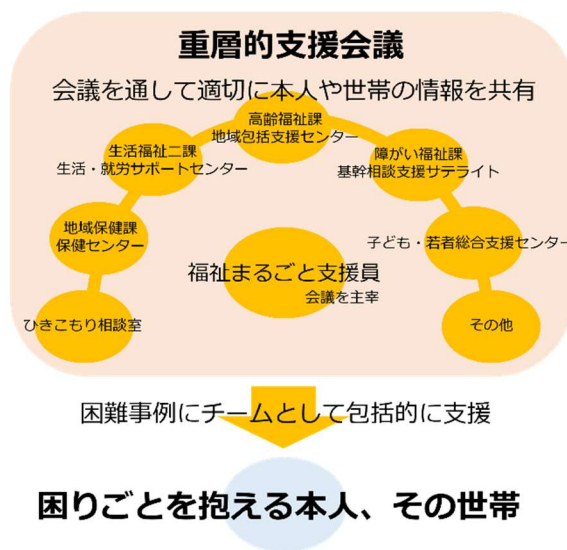 重層的支援会議
会議を通して適切に本人や世帯の情報を共有
高齢福祉課
地域包括支援センター
生活福祉二課
生活・就労サポートセンター
障がい福祉課
基幹相談支援サテライト
地域保健課
保健センター
子ども・若者総合支援センター
福祉まるごと支援員
会議を主宰
ひきこもり相談室
その他
困難事例にチームとして包括的に支援
困りごとを抱える本人、その世帯